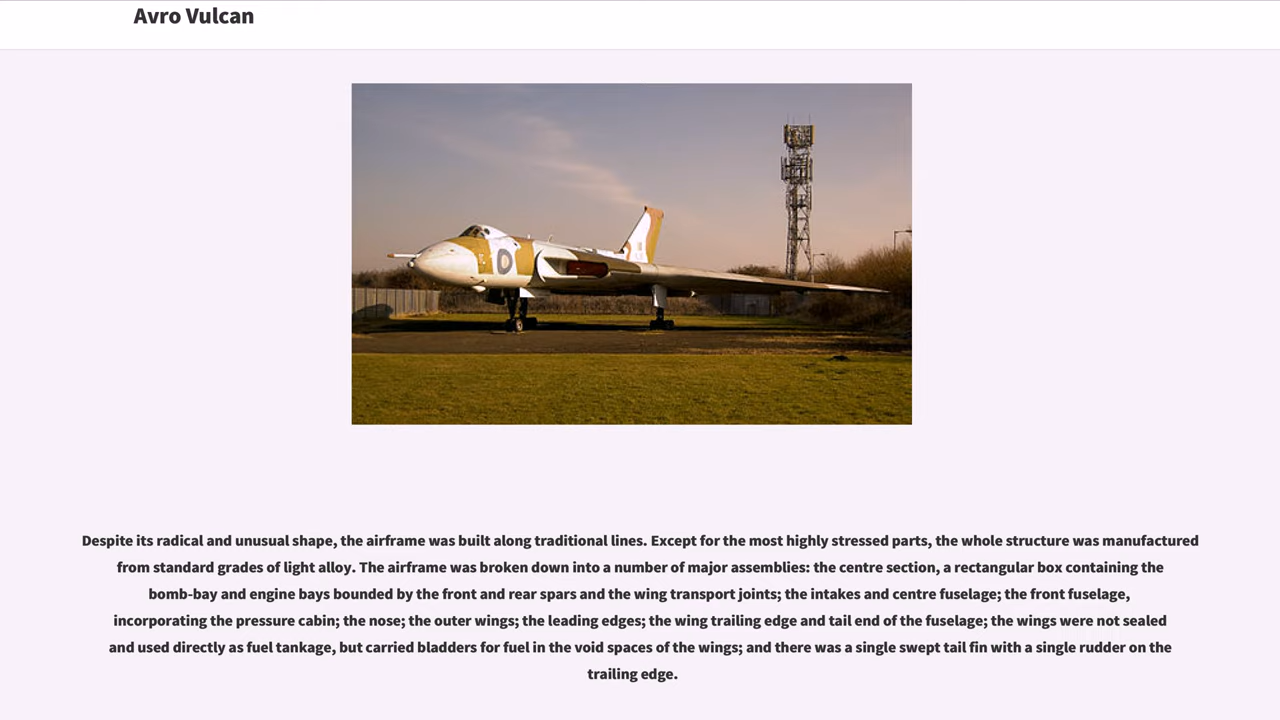 Avro Vulcan
Despite its radical and unusual shape, the airframe was built along traditional lines. Except for the most highly stressed parts, the whole structure was manufactured
from standard grades of light alloy. The airframe was broken down into a number of major assemblies: the centre section, a rectangular box containing the
bomb-bay and engine bays bounded by the front and rear spars and the wing transport joints; the intakes and centre fuselage; the front fuselage,
incorporating the pressure cabin; the nose; the outer wings; the leading edges; the wing trailing edge and tail end of the fuselage; the wings were not sealed
and used directly as fuel tankage, but carried bladders for fuel in the void spaces of the wings; and there was a single swept tail fin with a single rudder on the
trailing edge.